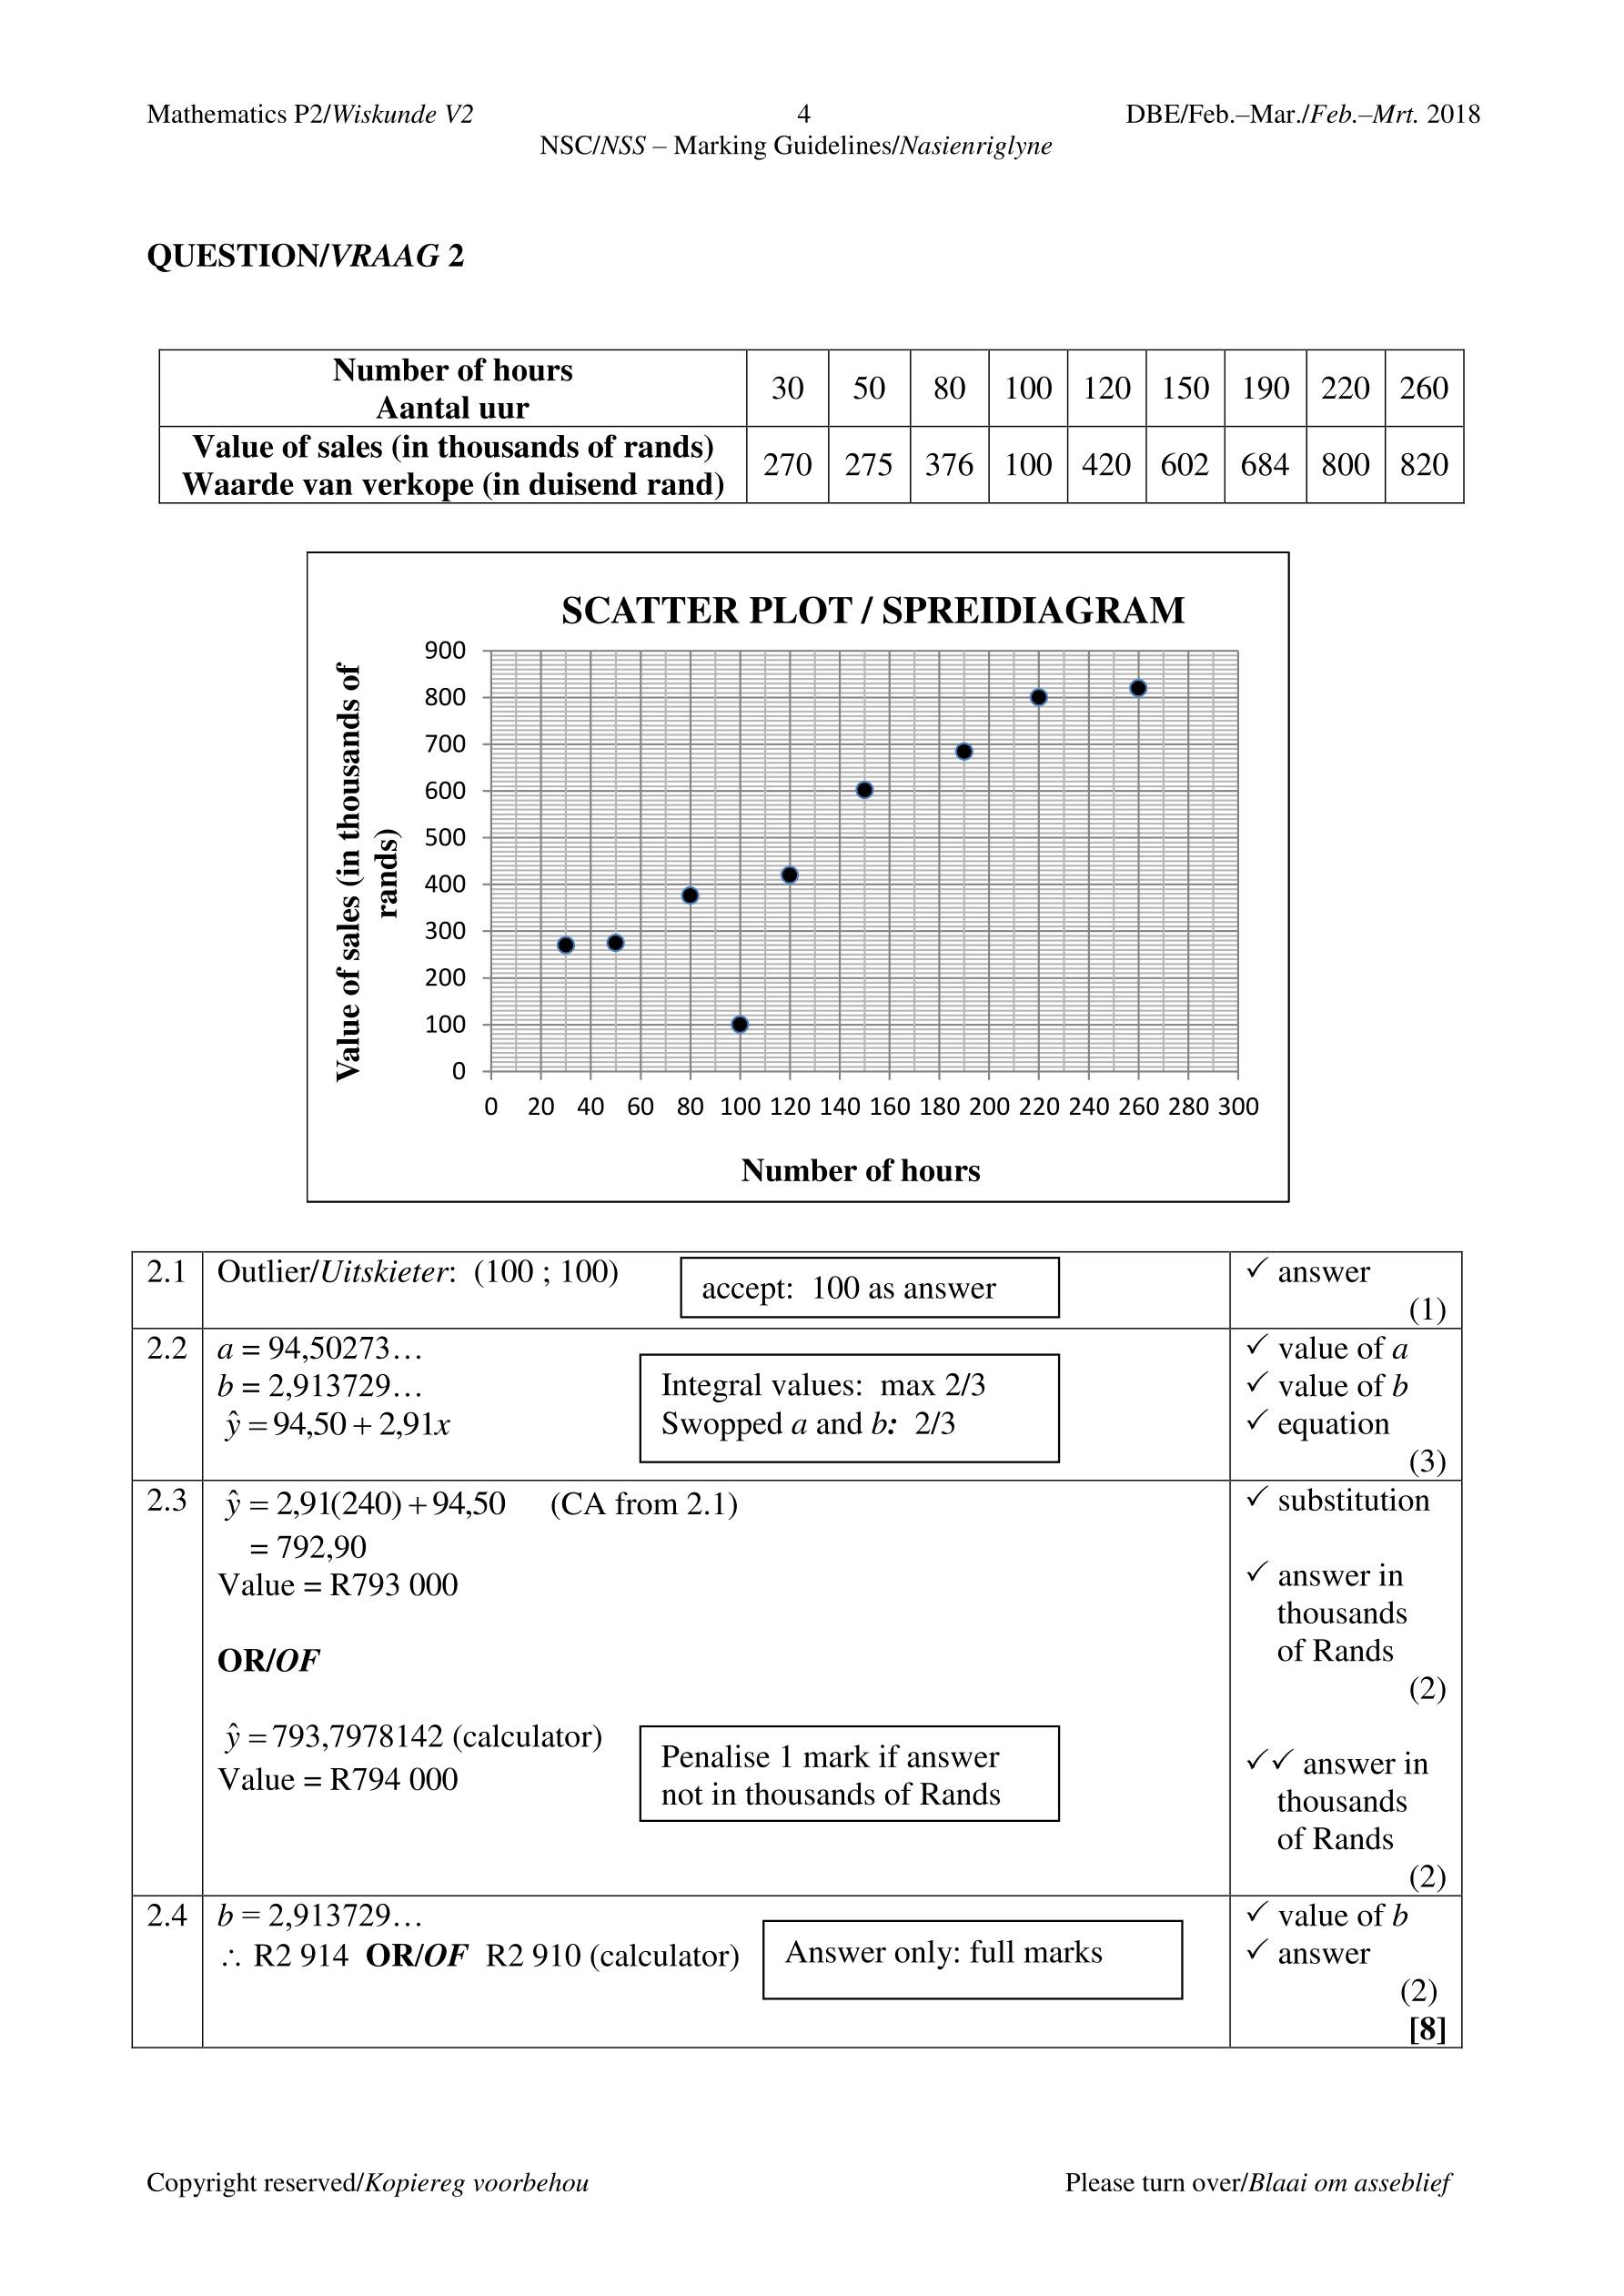 Mathematics P2/Wiskunde V2 4 DBE/Feb.–Mar./Feb.–Mrt. 2018
NSC/NSS – Marking Guidelines/Nasienriglyne
QUESTION/VRAAG 2
Number of hours
Aantal uur
30 50 80 100 120 150 190 220 260
Value of sales (in thousands of rands)
Waarde van verkope (in duisend rand)
270 275 376 100 420 602 684 800 820
SCATTER PLOT / SPREIDIAGRAM
Value of sales (in thousands of
rands)
900
800
700
600
500
400
300
200
100
0
0 20 40 60 80 100 120 140 160 180 200 220 240 260 280 300
Number of hours
2.1 Outlier/Uitskieter: (100 ; 100)
accept: 100 as answer
✓ answer
(1)
2.2 a = 94,50273…
b = 2,913729…
ŷ = 94,50 + 2,91x
Integral values: max 2/3
Swopped a and b: 2/3
✓ value of a
✓ value of b
✓ equation
(3)
2.3 ŷ = 2,91(240) + 94,50 (CA from 2.1)
= 792,90
Value = R793 000
OR/OF
ŷ = 793,7978142 (calculator)
Value = R794 000
Penalise 1 mark if answer
not in thousands of Rands
✓ substitution
✓ answer in
thousands
of Rands
(2)
✓✓ answer in
thousands
of Rands
(2)
2.4 b = 2,913729…
∴ R2 914 OR/OF R2 910 (calculator)
Answer only: full marks
✓ value of b
✓ answer
(2)
[8]
Copyright reserved/Kopiereg voorbehou Please turn over/Blaai om asseblief